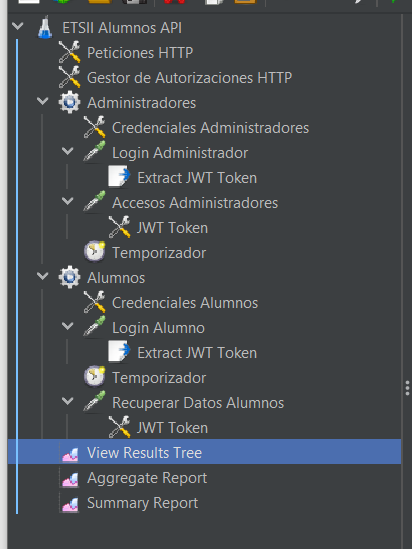 ETSII Alumnos API
Peticiones HTTP
Gestor de Autorizaciones HTTP
Administradores
Credenciales Administradores
Login Administrador
Extract JWT Token
Accesos Administradores
JWT Token
Temporizador
Alumnos
Credenciales Alumnos
Login Alumno
Extract JWT Token
Temporizador
Recuperar Datos Alumnos
JWT Token
View Results Tree
Aggregate Report
Summary Report